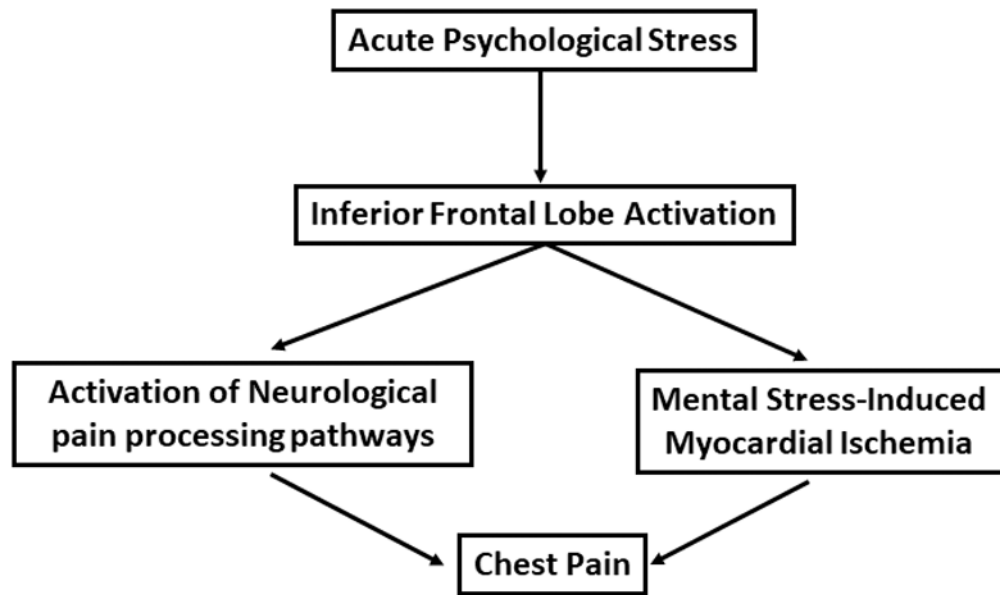 Acute Psychological Stress
Inferior Frontal Lobe Activation
Activation of Neurological
pain processing pathways
Mental Stress-Induced
Myocardial Ischemia
Chest Pain